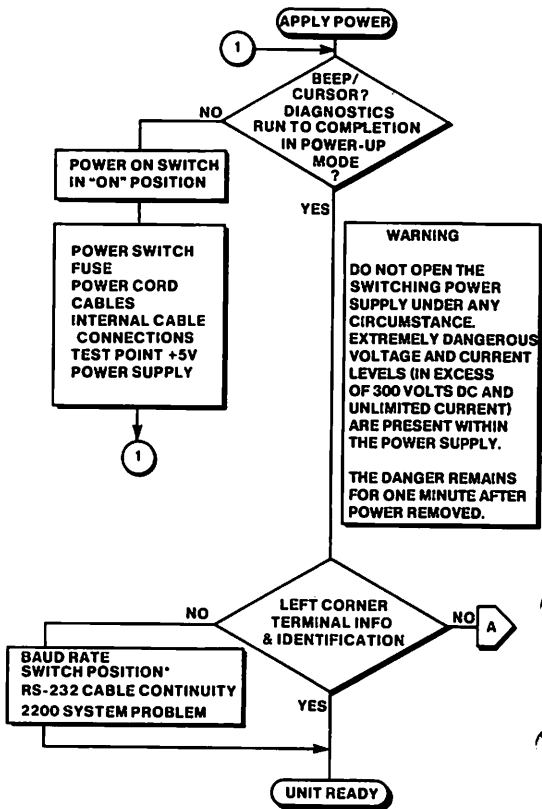 APPLY POWER
1
BEEP/
CURSOR?
DIAGNOSTICS
RUN TO COMPLETION
IN POWER-UP
MODE
?
NO
YES
POWER ON SWITCH
IN "ON" POSITION
POWER SWITCH
FUSE
POWER CORD
CABLES
INTERNAL CABLE
CONNECTIONS
TEST POINT +5V
POWER SUPPLY
1
WARNING
DO NOT OPEN THE
SWITCHING POWER
SUPPLY UNDER ANY
CIRCUMSTANCE.
EXTREMELY DANGEROUS
VOLTAGE AND CURRENT
LEVELS (IN EXCESS
OF 300 VOLTS DC AND
UNLIMITED CURRENT)
ARE PRESENT WITHIN
THE POWER SUPPLY.
THE DANGER REMAINS
FOR ONE MINUTE AFTER
POWER REMOVED.
LEFT CORNER
TERMINAL INFO
& IDENTIFICATION
NO
NO
A
BAUD RATE
SWITCH POSITION*
RS-232 CABLE CONTINUITY
2200 SYSTEM PROBLEM
YES
UNIT READY